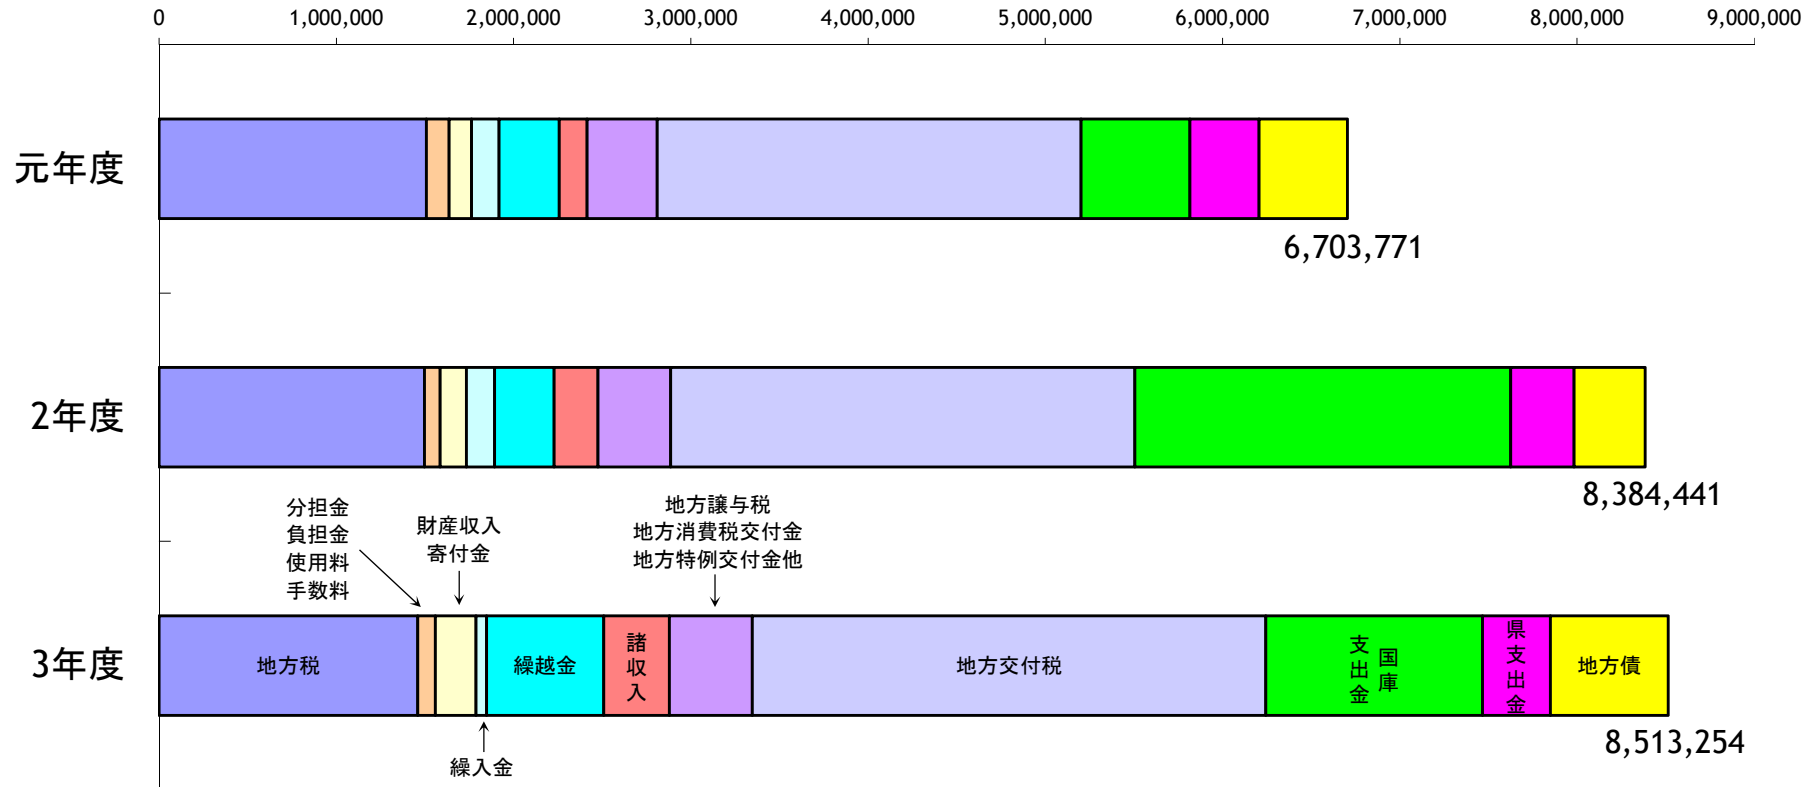 0
1,000,000
2,000,000
3,000,000
4,000,000
5,000,000
6,000,000
7,000,000
8,000,000
9,000,000
元年度
6,703,771
2年度
8,384,441
分担金
負担金
使用料
手数料
財産収入
寄付金
地方譲与税
地方消費税交付金
地方特例交付金他
3年度
地方税
繰越金
諸収入
地方交付税
国庫
支出金
県支出金
地方債
8,513,254
繰入金